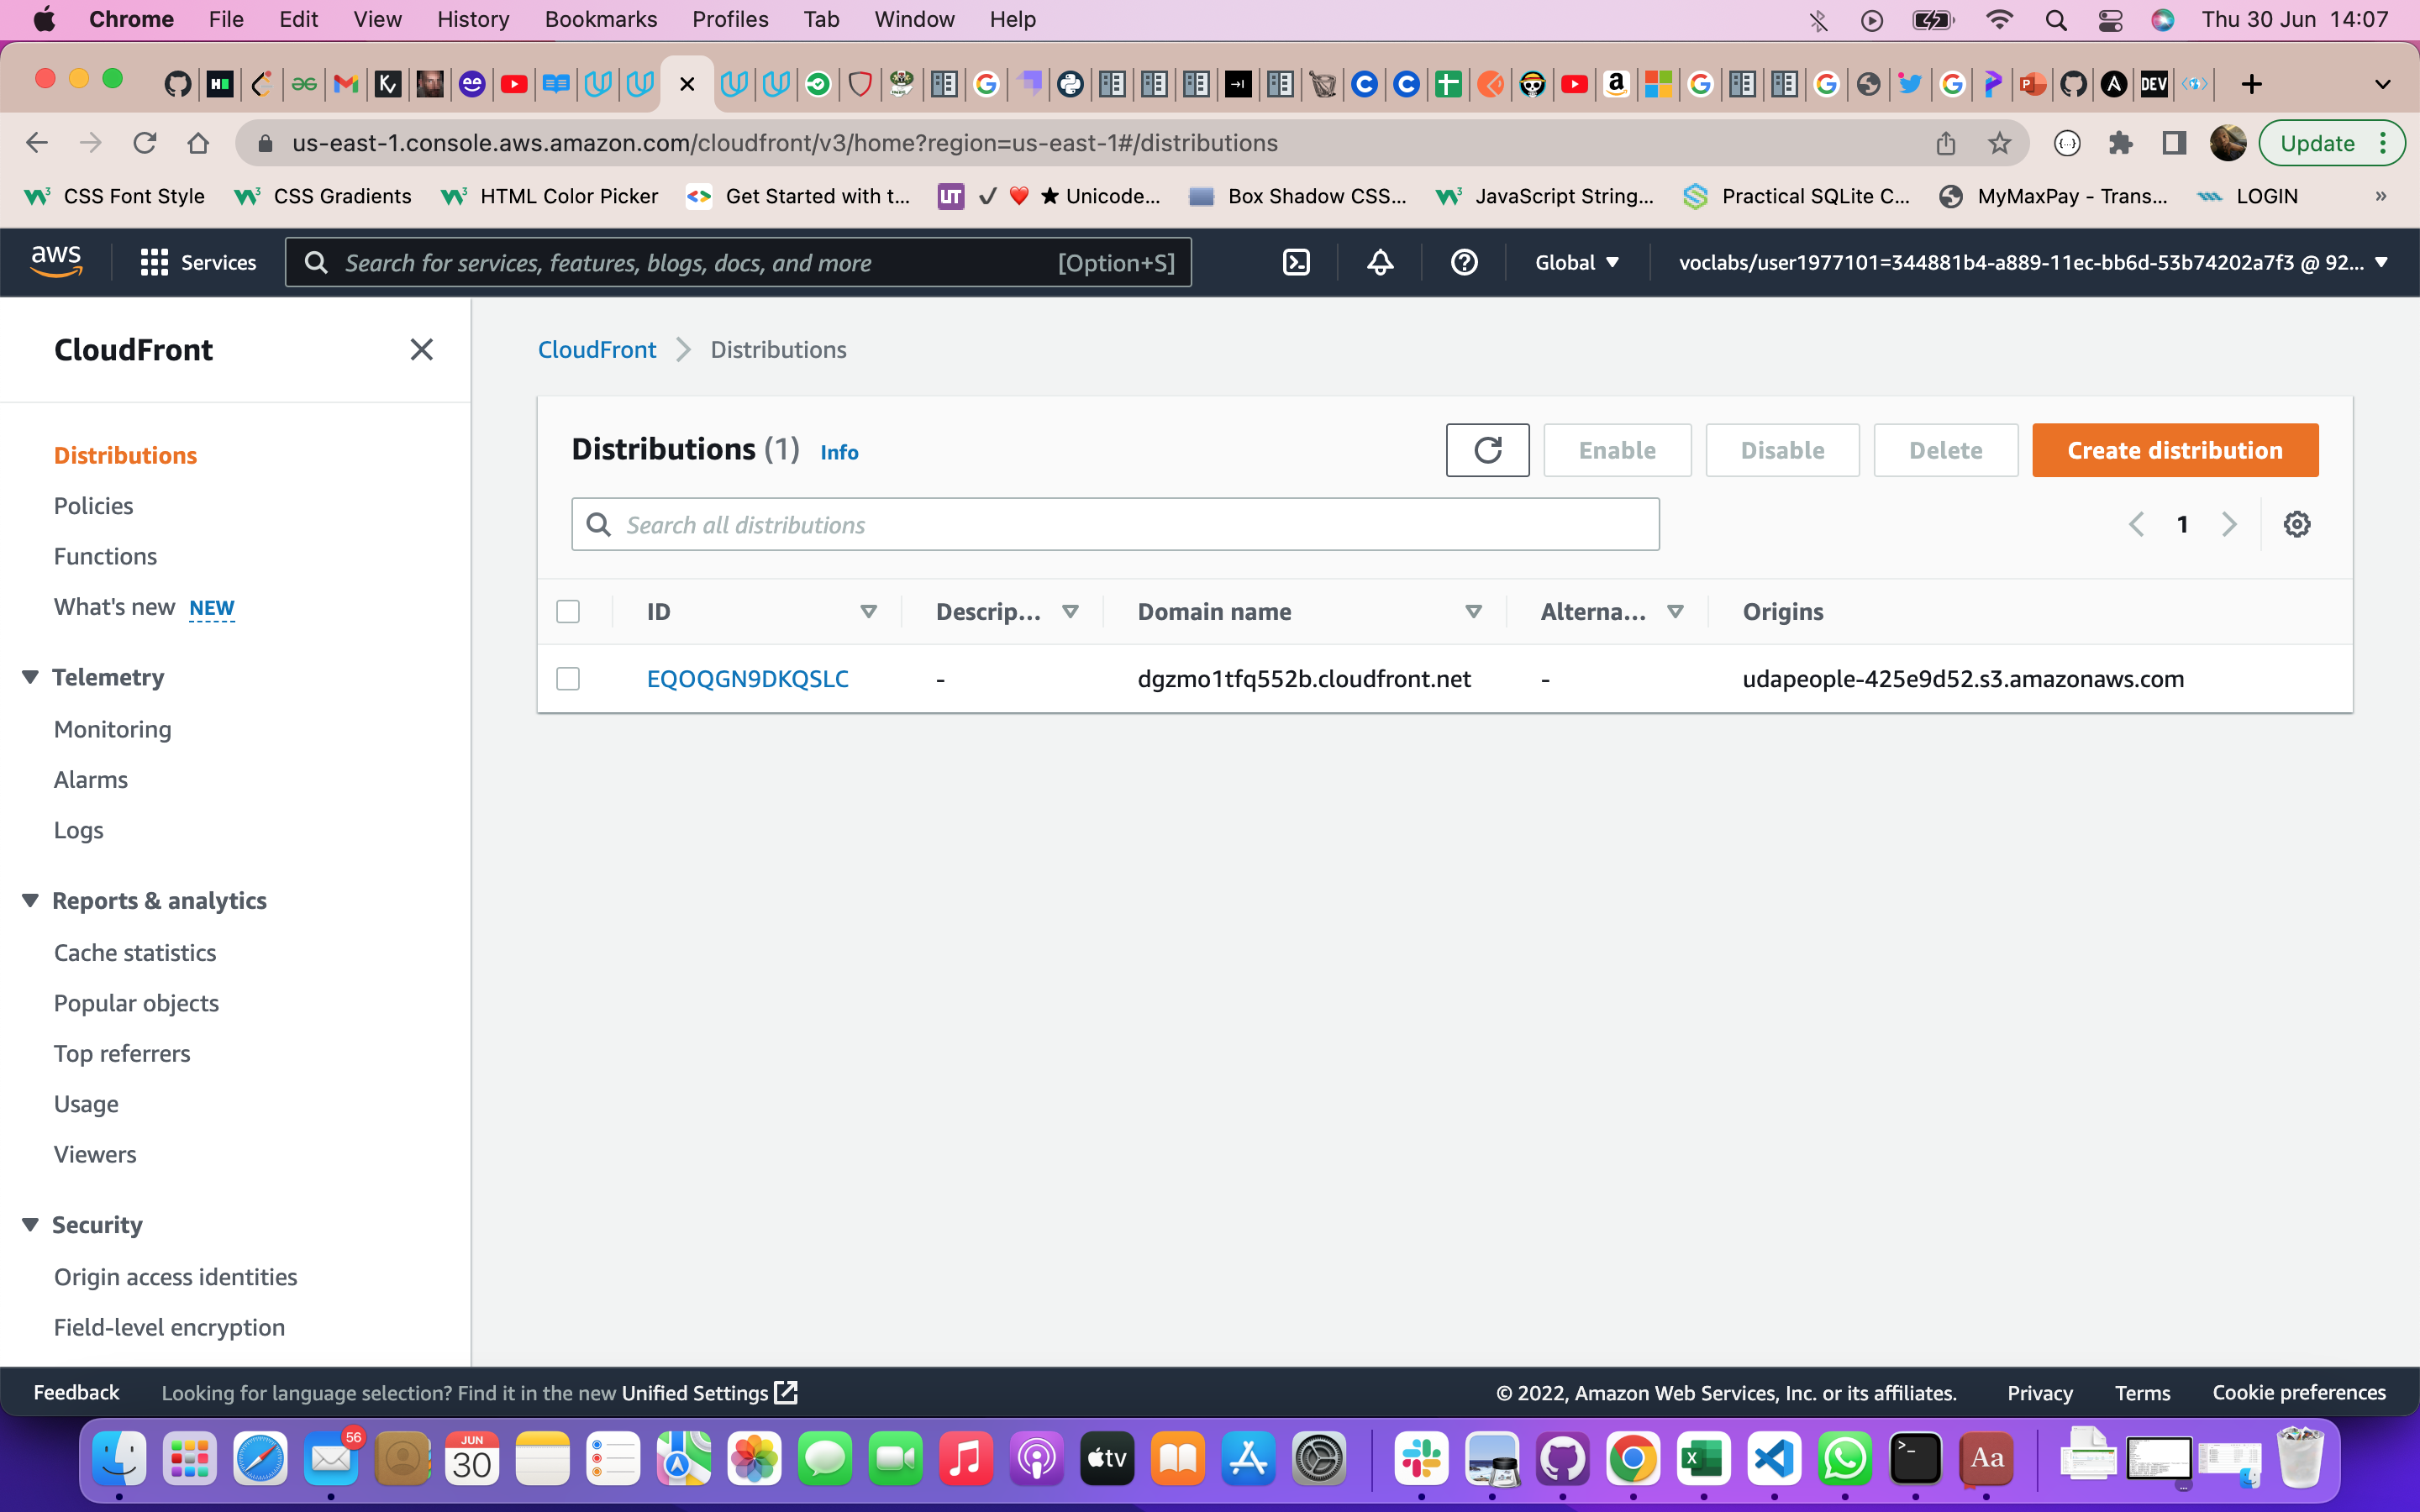 Chrome File Edit View History Bookmarks Profiles Tab Window Help Thu 30 Jun 14:07
us-east-1.console.aws.amazon.com/cloudfront/v3/home?region=us-east-1#/distributions Update
CSS Font Style CSS Gradients HTML Color Picker Get Started with t... UT ✓ ❤️ ★ Unicode... Box Shadow CSS... JavaScript String... Practical SQLite C... MyMaxPay - Trans... LOGIN »
aws Services Search for services, features, blogs, docs, and more [Option+S] Global voclabs/user1977101=344881b4-a889-11ec-bb6d-53b74202a7f3 @ 92...
CloudFront
CloudFront Distributions
Distributions
Policies
Functions
What's new NEW
Telemetry
Monitoring
Alarms
Logs
Reports & analytics
Cache statistics
Popular objects
Top referrers
Usage
Viewers
Security
Origin access identities
Field-level encryption
Distributions (1) Info Enable Disable Delete Create distribution
Search all distributions 1
ID Descrip... Domain name Alterna... Origins
EQOQGN9DKQSLC - dgzmo1tfq552b.cloudfront.net - udapeople-425e9d52.s3.amazonaws.com
Feedback Looking for language selection? Find it in the new Unified Settings © 2022, Amazon Web Services, Inc. or its affiliates. Privacy Terms Cookie preferences
56
JUN
30
tv
Aa